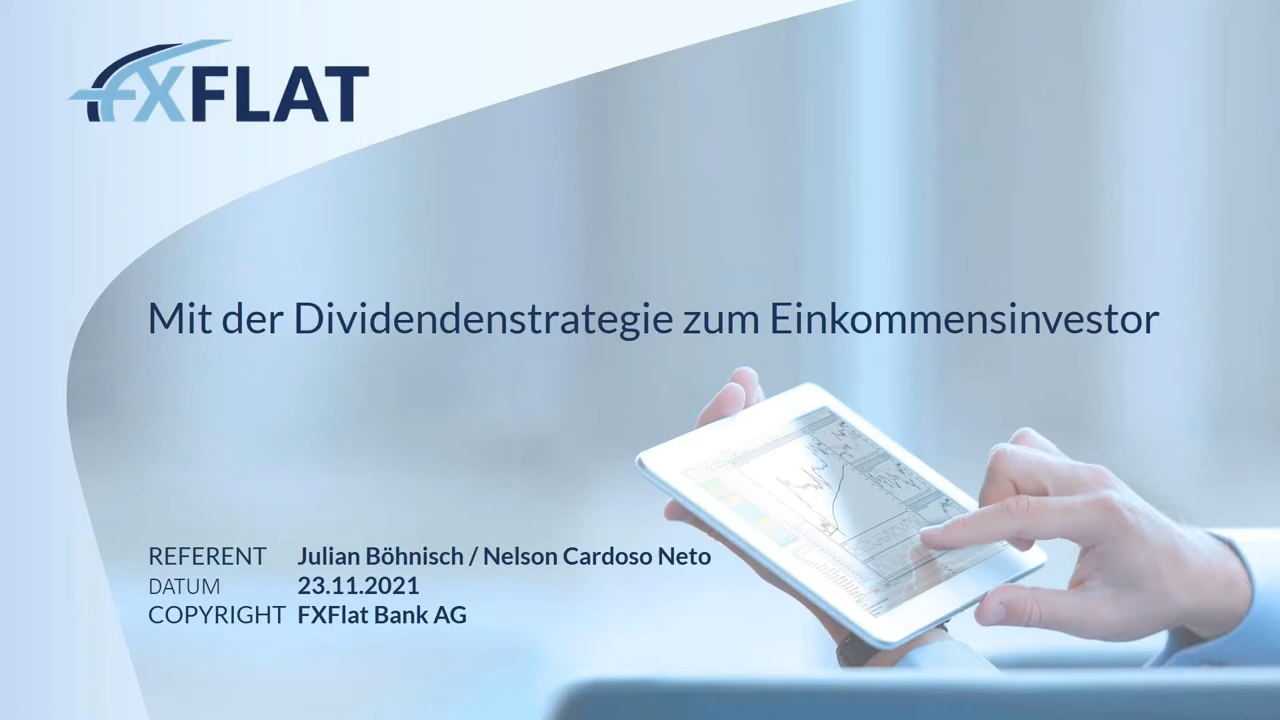 FXFLAT
Mit der Dividendenstrategie zum Einkommensinvestor
REFERENT Julian Böhnisch / Nelson Cardoso Neto
DATUM 23.11.2021
COPYRIGHT FXFlat Bank AG